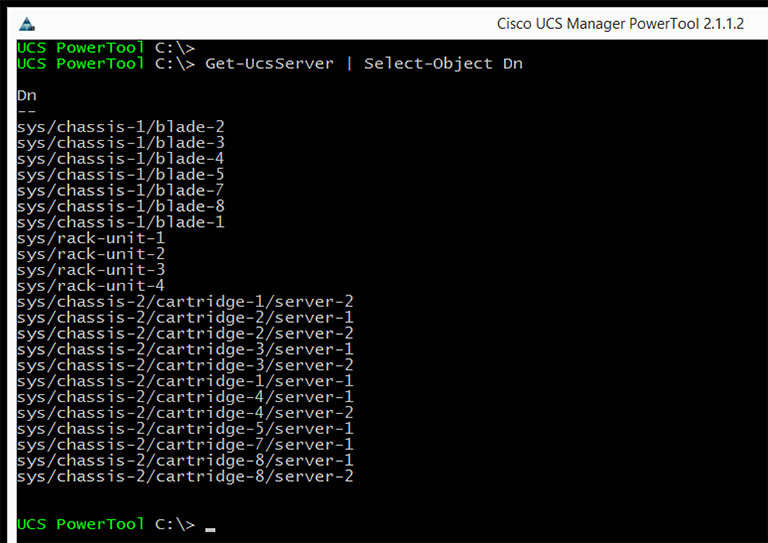 Cisco UCS Manager PowerTool 2.1.1.2
UCS PowerTool C:\>
UCS PowerTool C:\> Get-UcsServer | Select-Object Dn
Dn
--
sys/chassis-1/blade-2
sys/chassis-1/blade-3
sys/chassis-1/blade-4
sys/chassis-1/blade-5
sys/chassis-1/blade-7
sys/chassis-1/blade-8
sys/chassis-1/blade-1
sys/rack-unit-1
sys/rack-unit-2
sys/rack-unit-3
sys/rack-unit-4
sys/chassis-2/cartridge-1/server-2
sys/chassis-2/cartridge-2/server-1
sys/chassis-2/cartridge-2/server-2
sys/chassis-2/cartridge-3/server-1
sys/chassis-2/cartridge-3/server-2
sys/chassis-2/cartridge-1/server-1
sys/chassis-2/cartridge-4/server-1
sys/chassis-2/cartridge-4/server-2
sys/chassis-2/cartridge-5/server-1
sys/chassis-2/cartridge-7/server-1
sys/chassis-2/cartridge-8/server-1
sys/chassis-2/cartridge-8/server-2
UCS PowerTool C:\> _